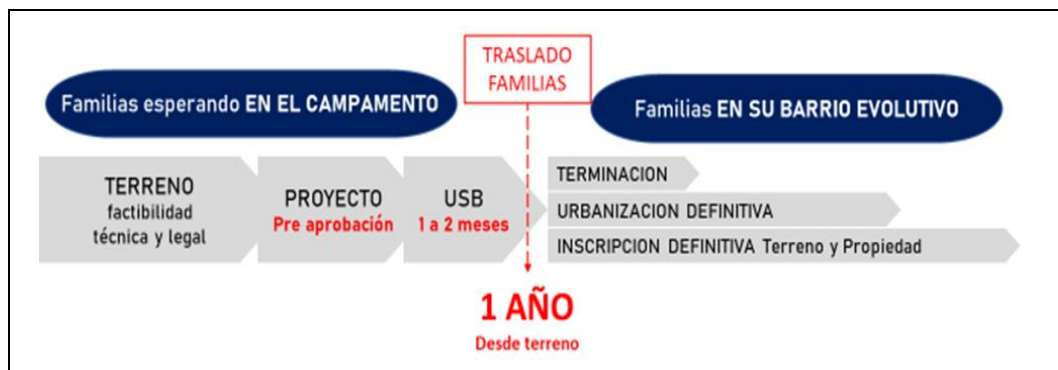 TRASLADO
FAMILIAS
Familias esperando EN EL CAMPAMENTO
Familias EN SU BARRIO EVOLUTIVO
TERRENO
factibilidad
técnica y legal
PROYECTO
Pre aprobación
USB
1 a 2 meses
TERMINACION
URBANIZACION DEFINITIVA
INSCRIPCION DEFINITIVA Terreno y Propiedad
1 AÑO
Desde terreno